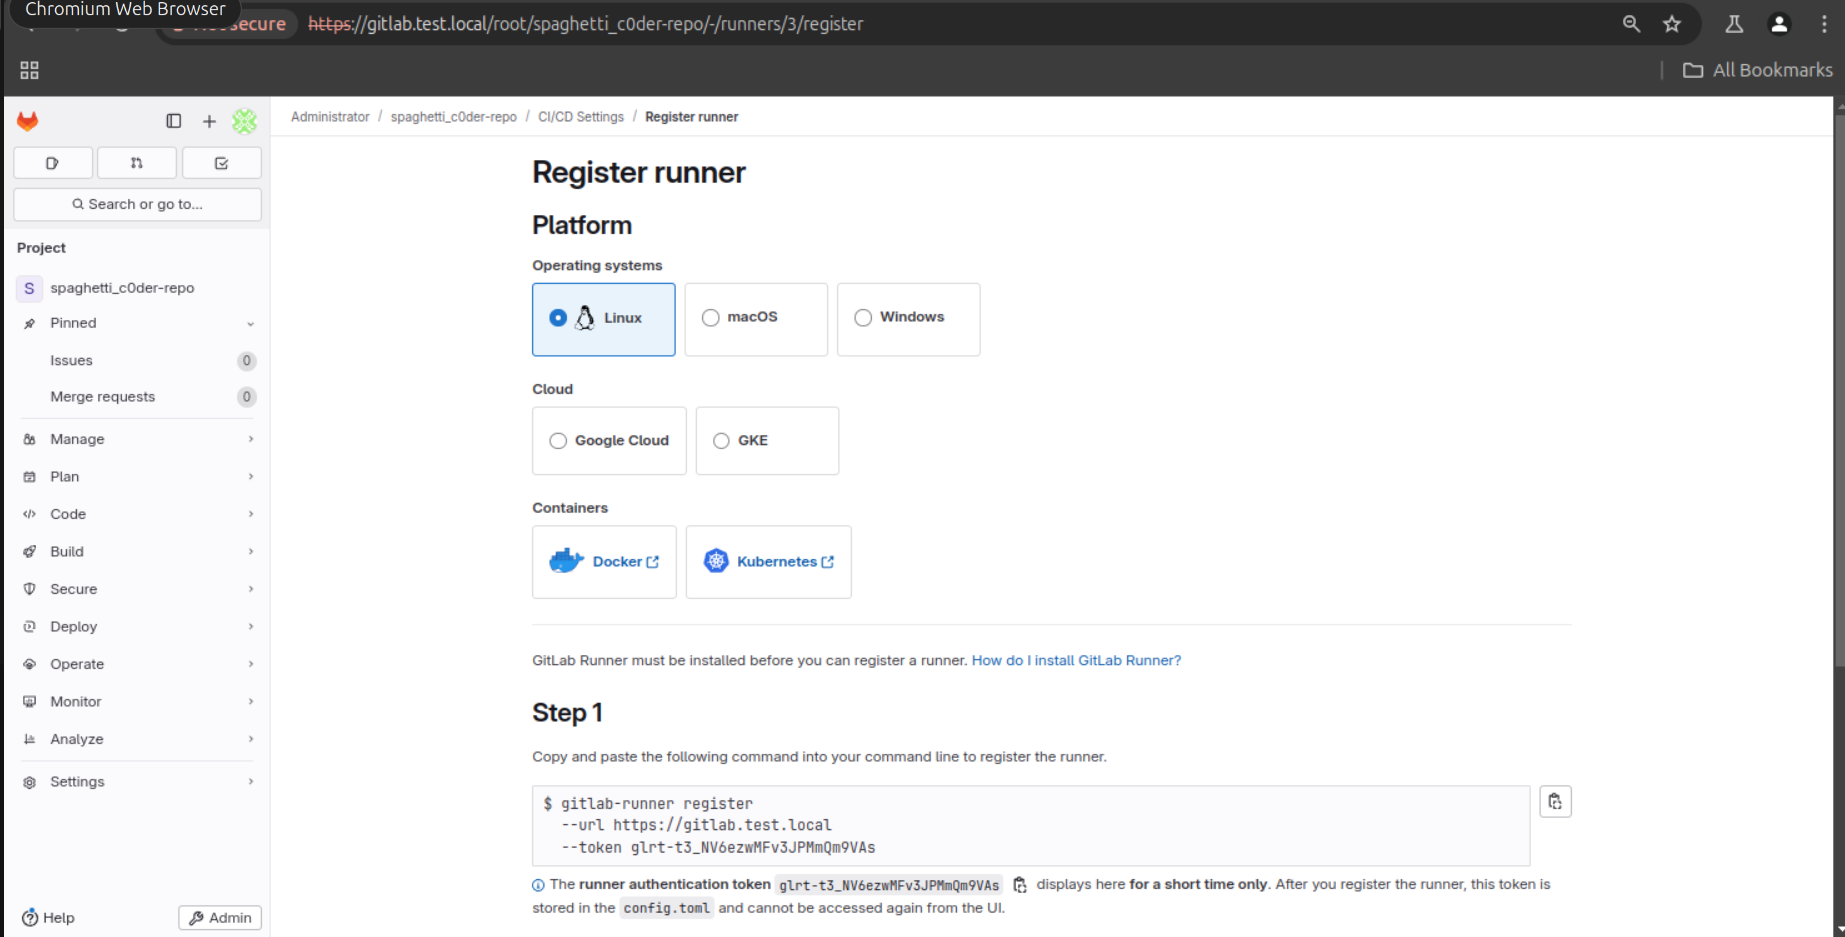 Chromium Web Browser
secure
https://gitlab.test.local/root/spaghetti_c0der-repo/-/runners/3/register
All Bookmarks
Administrator / spaghetti_c0der-repo / CI/CD Settings / Register runner
Search or go to...
Project
S spaghetti_c0der-repo
Pinned
Issues 0
Merge requests 0
Manage
Plan
Code
Build
Secure
Deploy
Operate
Monitor
Analyze
Settings
Help
Admin
Register runner
Platform
Operating systems
Linux macOS Windows
Cloud
Google Cloud GKE
Containers
Docker Kubernetes
GitLab Runner must be installed before you can register a runner. How do I install GitLab Runner?
Step 1
Copy and paste the following command into your command line to register the runner.
$ gitlab-runner register
--url https://gitlab.test.local
--token glrt-t3_NV6ezwMFv3JPMmQm9VAs
The runner authentication token glrt-t3_NV6ezwMFv3JPMmQm9VAs displays here for a short time only. After you register the runner, this token is
stored in the config.toml and cannot be accessed again from the UI.